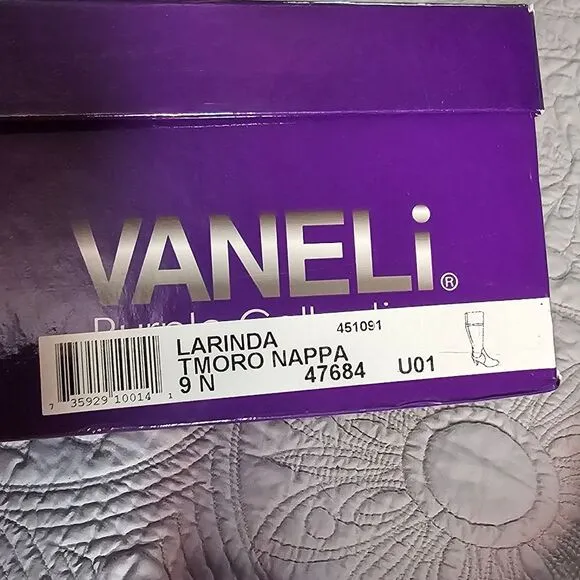 VANELi®
451091
LARINDA
TMORO NAPPA
9 N 47684 U01
7 35929 10014 1